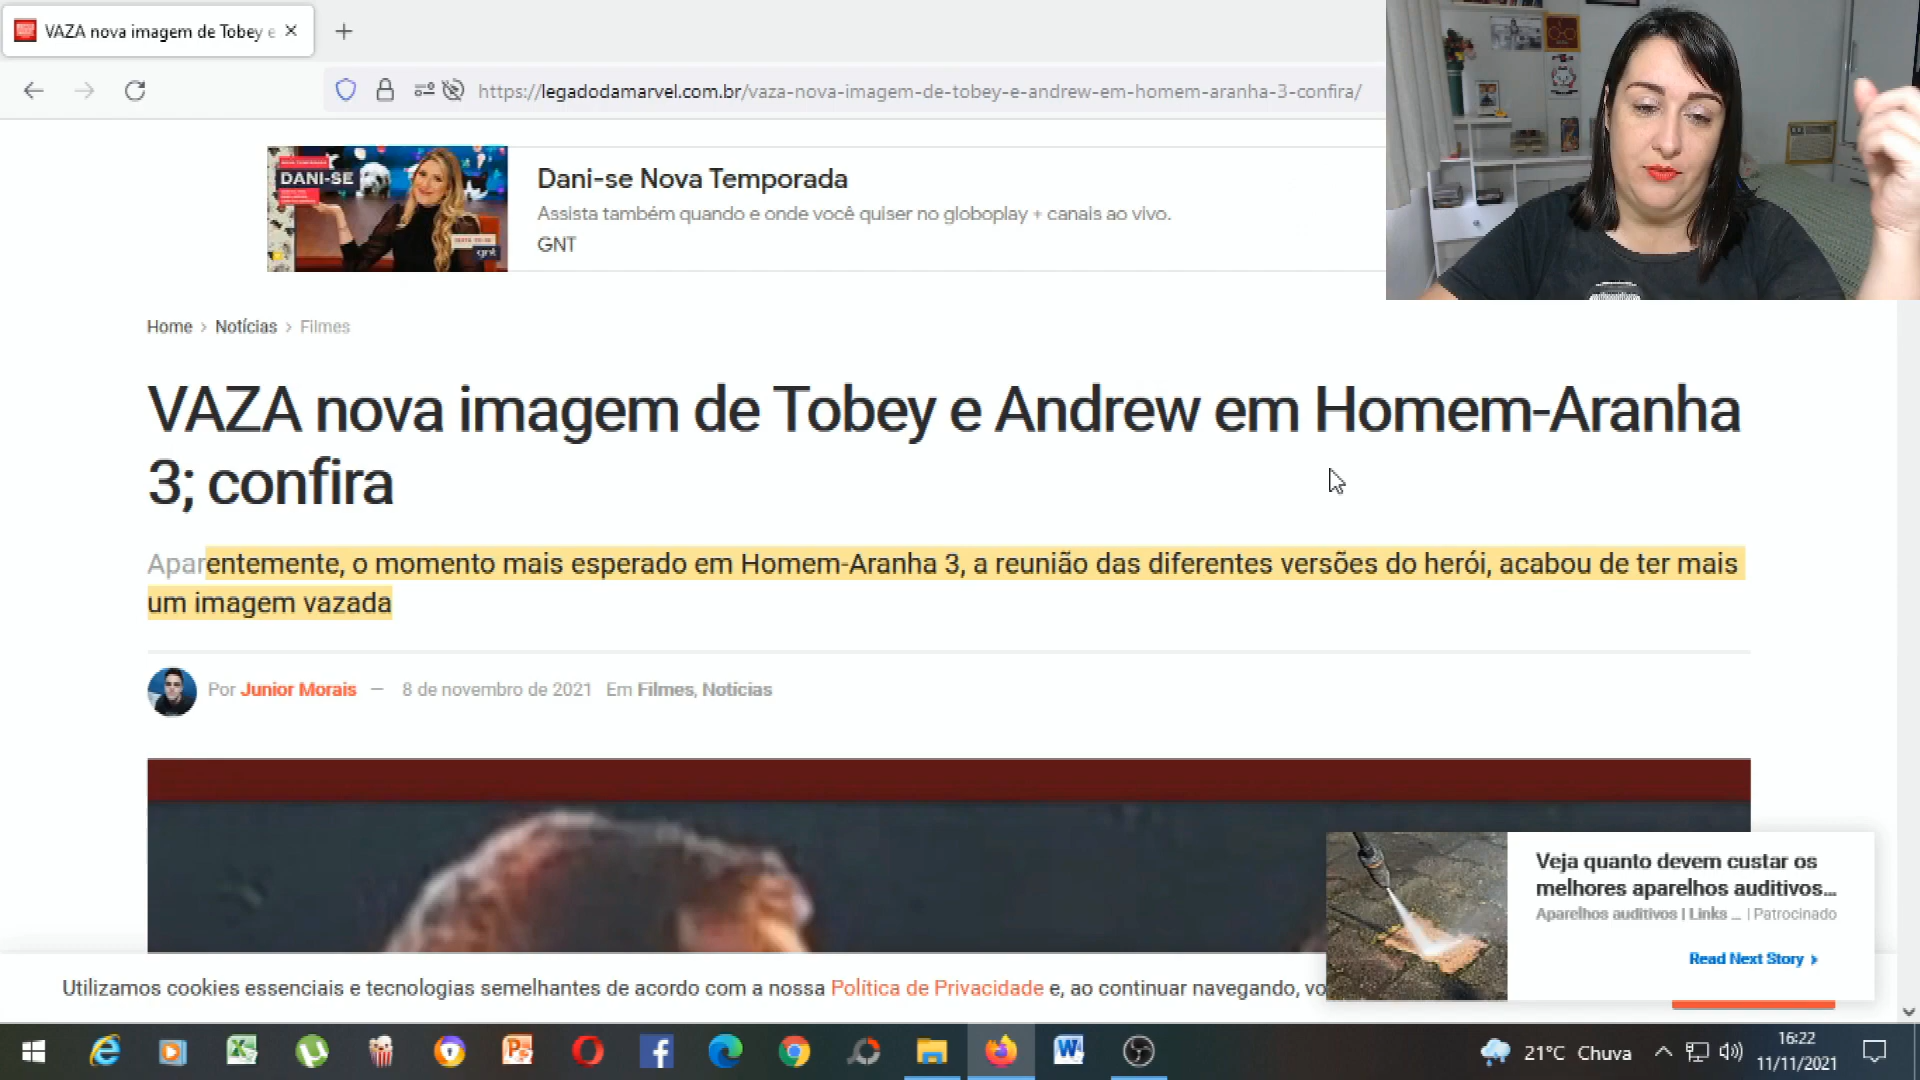 VAZA nova imagem de Tobey e
https://legadodamarvel.com.br/vaza-nova-imagem-de-tobey-e-andrew-em-homem-aranha-3-confira/
DANI-SE
gnt
Dani-se Nova Temporada
Assista também quando e onde você quiser no globoplay + canais ao vivo.
GNT
Home > Notícias > Filmes
VAZA nova imagem de Tobey e Andrew em Homem-Aranha
3; confira
Aparentemente, o momento mais esperado em Homem-Aranha 3, a reunião das diferentes versões do herói, acabou de ter mais
um imagem vazada
Por Junior Morais — 8 de novembro de 2021 Em Filmes, Notícias
Veja quanto devem custar os
melhores aparelhos auditivos...
Aparelhos auditivos | Links ... | Patrocinado
Read Next Story >
Utilizamos cookies essenciais e tecnologias semelhantes de acordo com a nossa Política de Privacidade e, ao continuar navegando, vo
21°C Chuva
16:22
11/11/2021